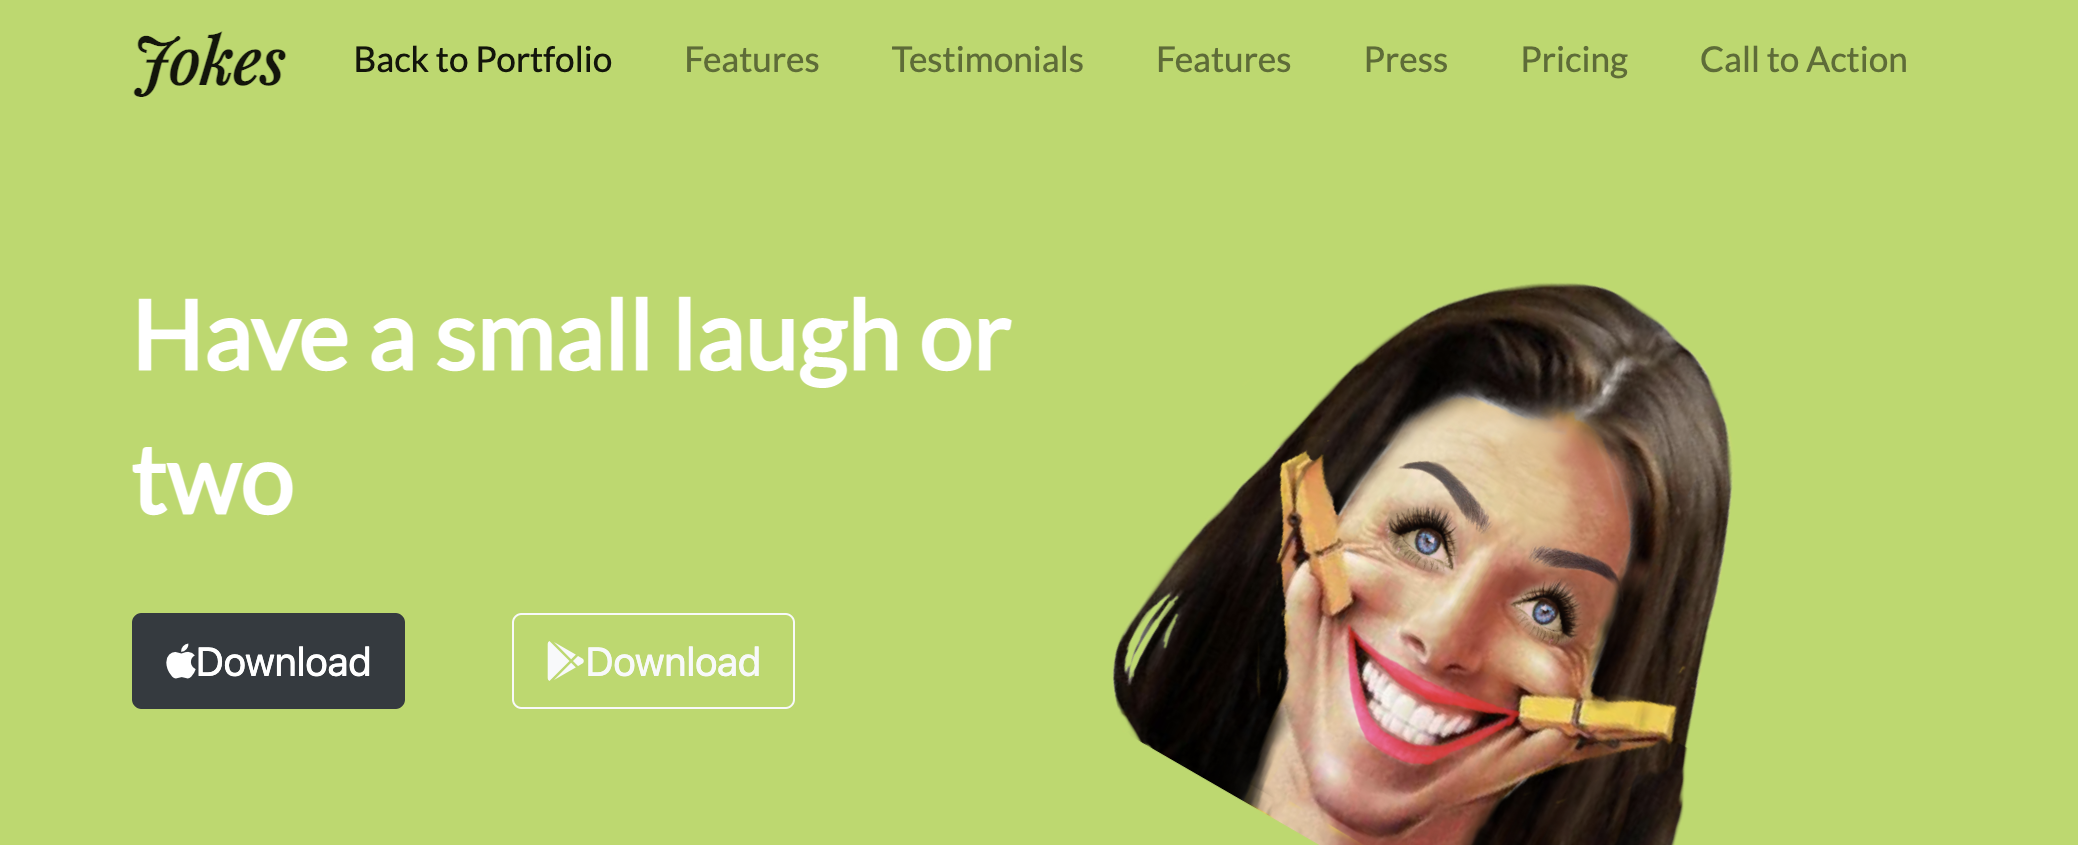 Jokes Back to Portfolio Features Testimonials Features Press Pricing Call to Action
Have a small laugh or
two
Download Download